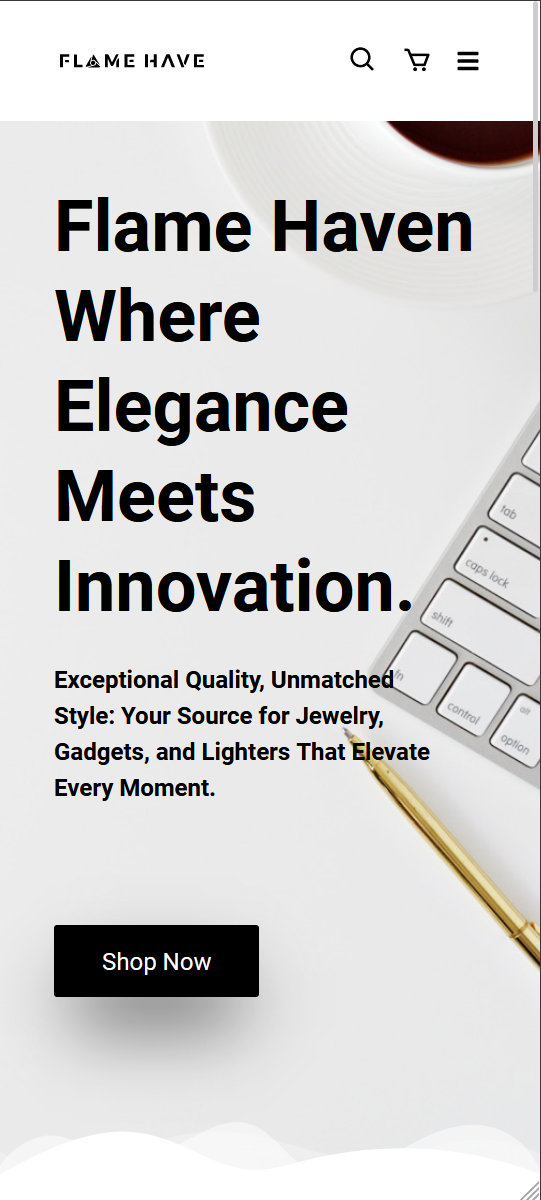 FLAME HAVE
Flame Haven
Where
Elegance
Meets
Innovation.
tab
caps lock
shift
fn
Exceptional Quality, Unmatched
Style: Your Source for Jewelry,
Gadgets, and Lighters That Elevate
Every Moment.
control
alt
option
Shop Now